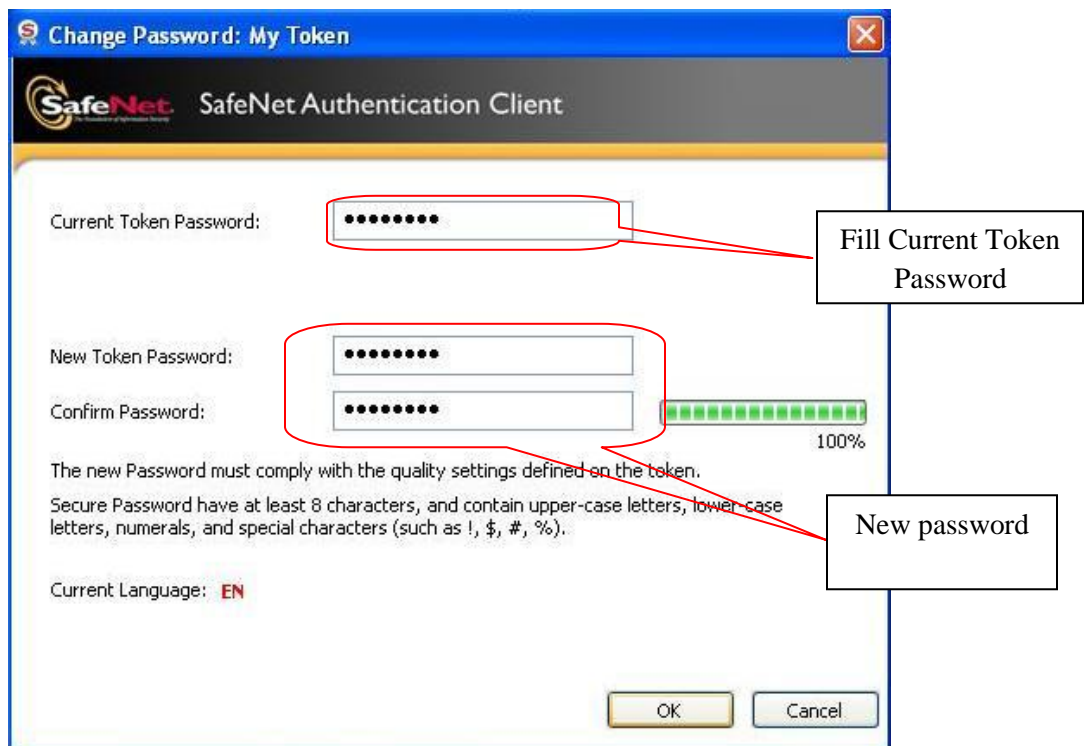 Change Password: My Token
SafeNet.
SafeNet Authentication Client
Current Token Password:
Fill Current Token
Password
New Token Password:
Confirm Password:
100%
The new Password must comply with the quality settings defined on the token.
Secure Password have at least 8 characters, and contain upper-case letters, lower-case
letters, numerals, and special characters (such as !, $, #, %).
New password
Current Language: EN
OK
Cancel